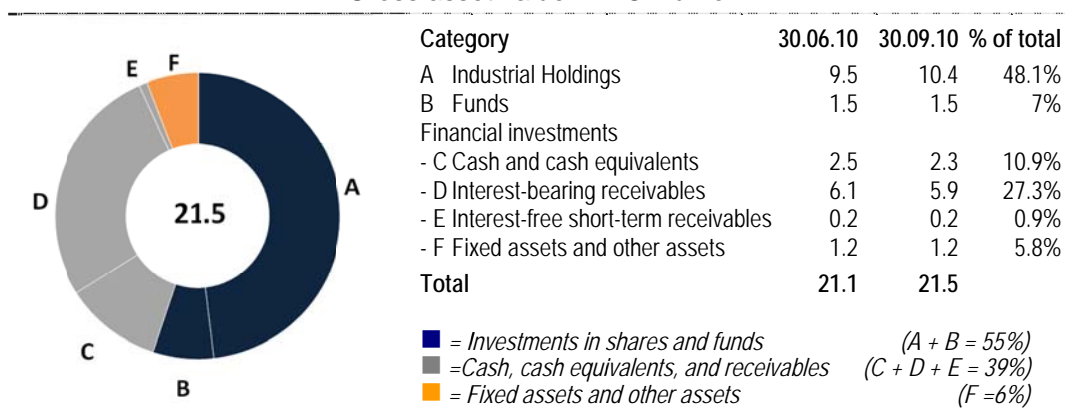 Category 30.06.10 30.09.10 % of total
A Industrial Holdings 9.5 10.4 48.1%
B Funds 1.5 1.5 7%
Financial investments
- C Cash and cash equivalents 2.5 2.3 10.9%
- D Interest-bearing receivables 6.1 5.9 27.3%
- E Interest-free short-term receivables 0.2 0.2 0.9%
- F Fixed assets and other assets 1.2 1.2 5.8%
Total 21.1 21.5
= Investments in shares and funds (A + B = 55%)
=Cash, cash equivalents, and receivables (C + D + E = 39%)
= Fixed assets and other assets (F =6%)
E F
D 21.5 A
C
B